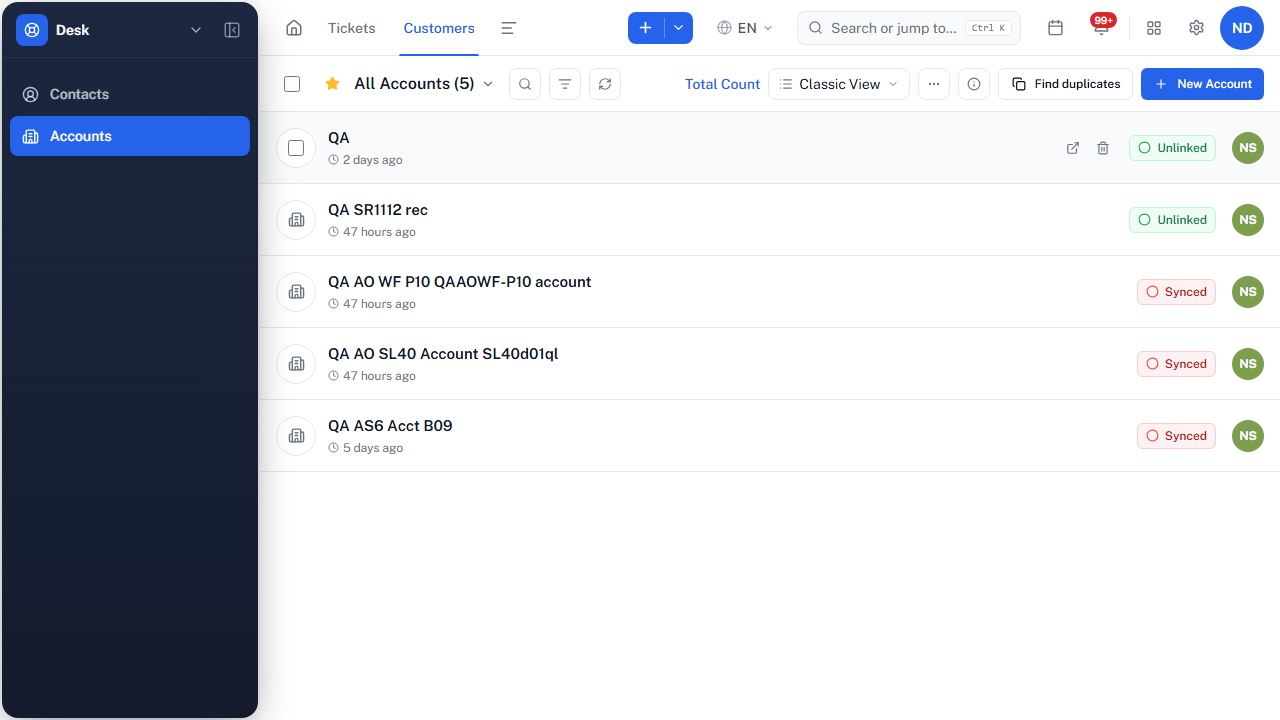 Desk
Tickets
Customers
EN
Search or jump to...
Ctrl K
99+
ND
Contacts
Accounts
All Accounts (5)
Total Count
Classic View
Find duplicates
New Account
QA
2 days ago
Unlinked
NS
QA SR1112 rec
47 hours ago
Unlinked
NS
QA AO WF P10 QAAOWF-P10 account
47 hours ago
Synced
NS
QA AO SL40 Account SL40d01ql
47 hours ago
Synced
NS
QA AS6 Acct B09
5 days ago
Synced
NS